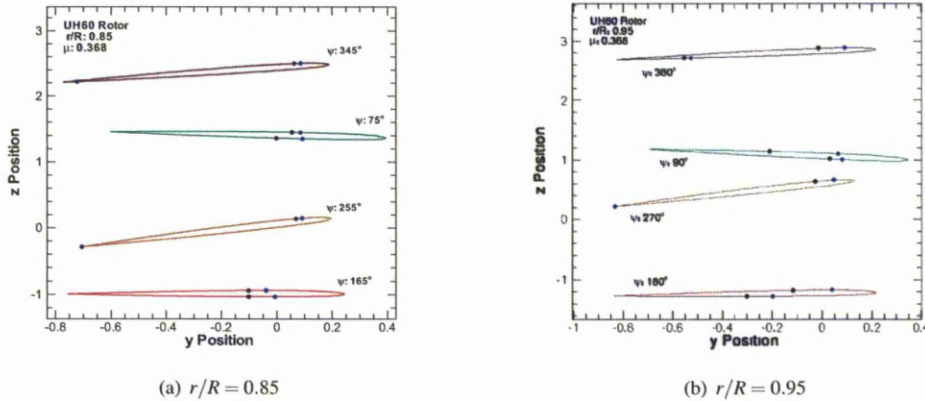 UH60 Rotor
r/R: 0.85
μ: 0.368
ψ: 345°
ψ: 75°
ψ: 255°
ψ: 165°
3
2
1
0
-1
z Position
-0.8
-0.6
-0.4
-0.2
0
0.2
0.4
y Position
(a) r/R = 0.85
UH60 Rotor
r/R: 0.95
μ: 0.368
ψ: 360°
ψ: 90°
ψ: 270°
ψ: 180°
3
2
1
0
-1
z Position
-1
-0.8
-0.6
-0.4
-0.2
0
0.2
0.4
y Position
(b) r/R = 0.95